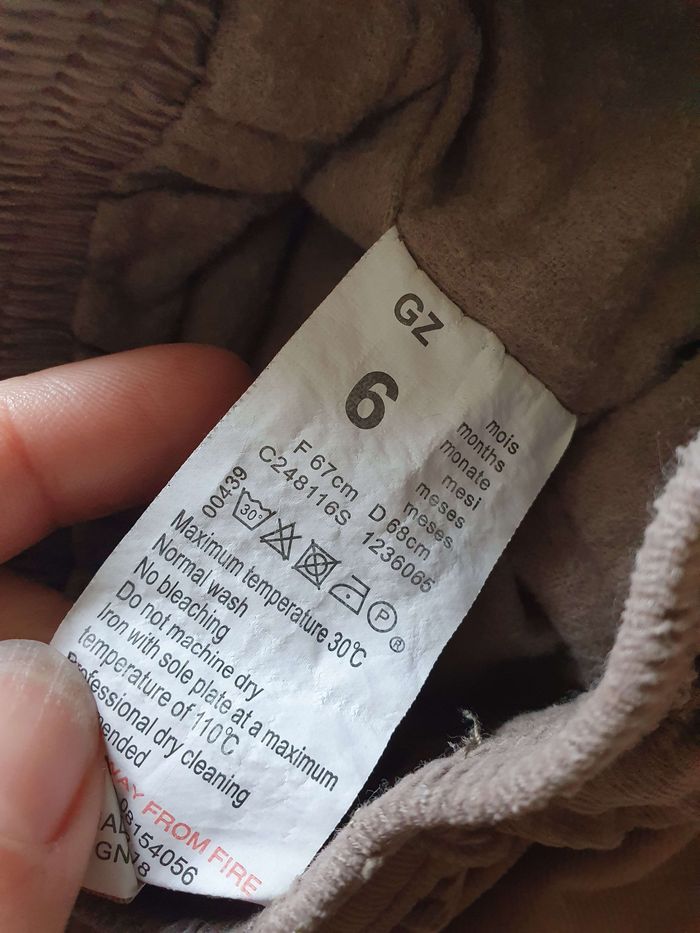 GZ
6
mois
months
monate
mesi
meses
meses
F 67cm D 68cm
C248116S 1236065
00439
30°
P
®
Maximum temperature 30℃
Normal wash
No bleaching
Do not machine dry
Iron with sole plate at a maximum
temperature of 110℃
Professional dry cleaning
FROM FIRE